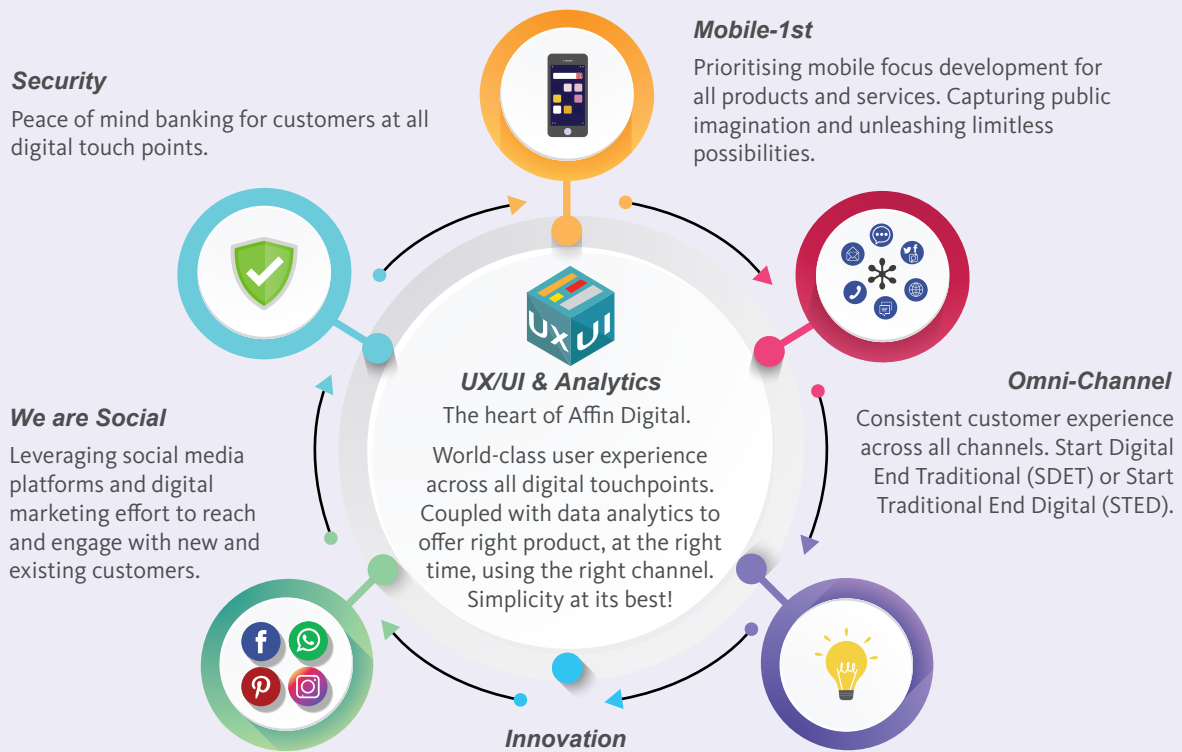 Mobile-1st
Prioritising mobile focus development for
all products and services. Capturing public
imagination and unleashing limitless
possibilities.
Security
Peace of mind banking for customers at all
digital touch points.
UX UI
UX/UI & Analytics
The heart of Affin Digital.
World-class user experience
across all digital touchpoints.
Coupled with data analytics to
offer right product, at the right
time, using the right channel.
Simplicity at its best!
Omni-Channel
Consistent customer experience
across all channels. Start Digital
End Traditional (SDET) or Start
Traditional End Digital (STED).
We are Social
Leveraging social media
platforms and digital
marketing effort to reach
and engage with new and
existing customers.
Innovation